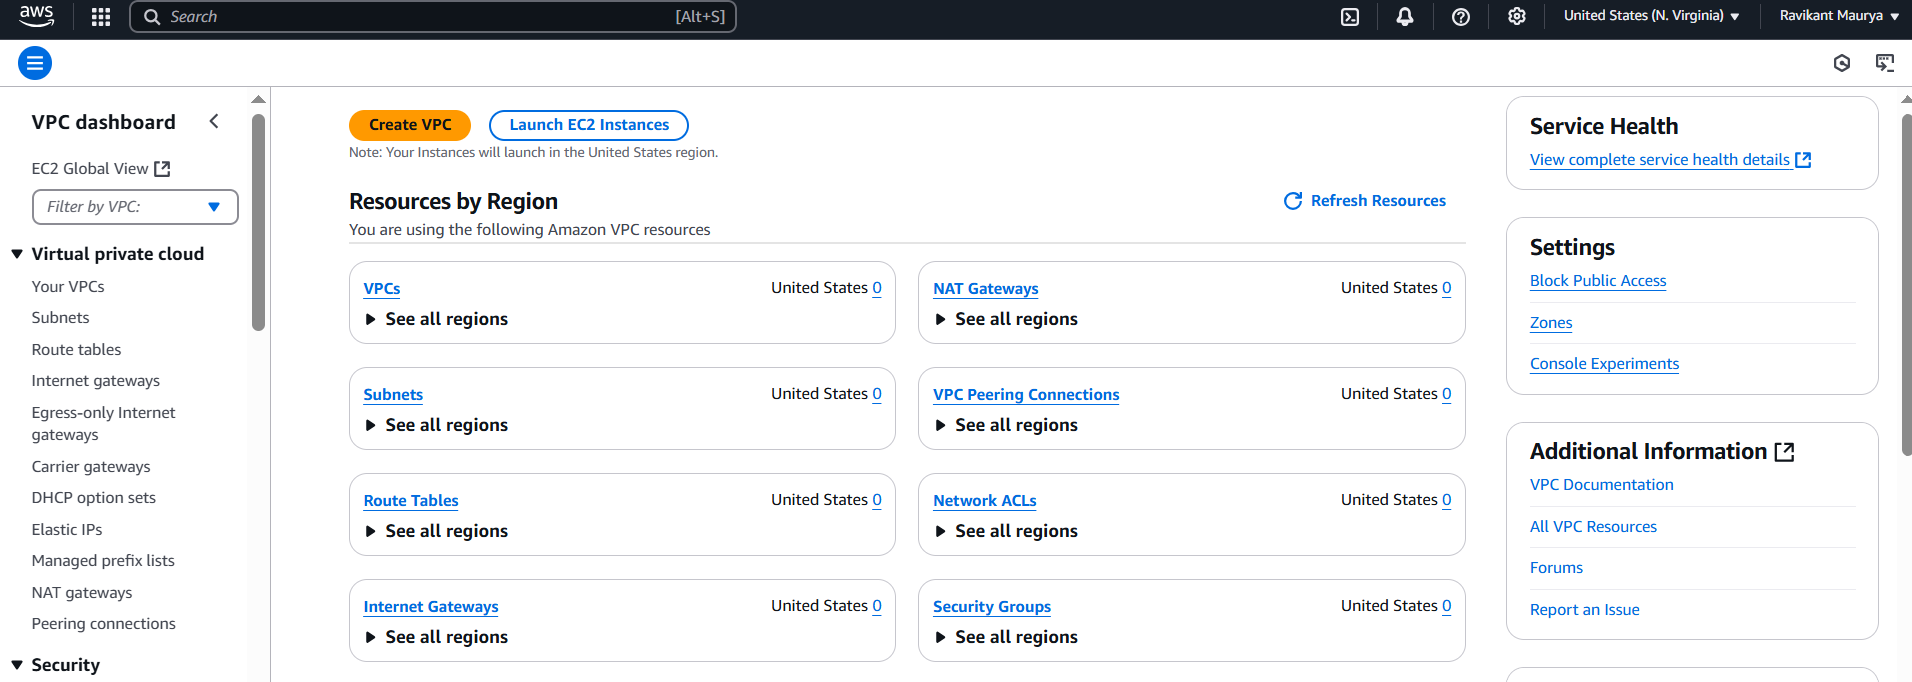 aws
Search [Alt+S]
United States (N. Virginia)
Ravikant Maurya
VPC dashboard
EC2 Global View
Filter by VPC:
Virtual private cloud
Your VPCs
Subnets
Route tables
Internet gateways
Egress-only Internet
gateways
Carrier gateways
DHCP option sets
Elastic IPs
Managed prefix lists
NAT gateways
Peering connections
Security
Create VPC
Launch EC2 Instances
Note: Your Instances will launch in the United States region.
Resources by Region
Refresh Resources
You are using the following Amazon VPC resources
VPCs United States 0
See all regions
NAT Gateways United States 0
See all regions
Subnets United States 0
See all regions
VPC Peering Connections United States 0
See all regions
Route Tables United States 0
See all regions
Network ACLs United States 0
See all regions
Internet Gateways United States 0
See all regions
Security Groups United States 0
See all regions
Service Health
View complete service health details
Settings
Block Public Access
Zones
Console Experiments
Additional Information
VPC Documentation
All VPC Resources
Forums
Report an Issue